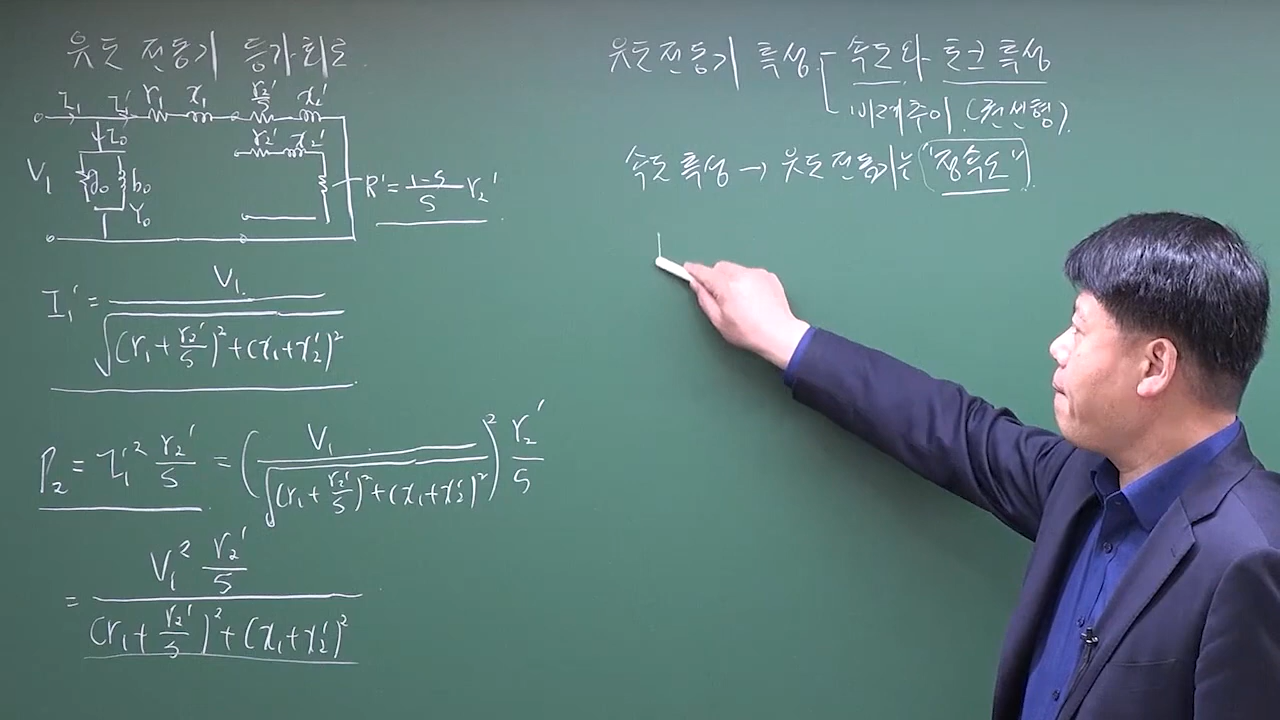 유도 전동기 등가회로
I₁ I₁' r₁ x₁ r₂'/s x₂'
I₀ r₂' x₂'
V₁ g₀ b₀ R' = (1-s)/s r₂'
Y₀
I₁' = V₁ / √((r₁ + r₂'/s)² + (x₁ + x₂')²)
P₂ = I₁'² r₂'/s = (V₁ / √((r₁ + r₂'/s)² + (x₁ + x₂')²))² r₂'/s
= V₁² r₂'/s / ((r₁ + r₂'/s)² + (x₁ + x₂')²)
유도전동기 특성 - 속도와 토크 특성
비례추이 (권선형)
속도 특성 → 유도전동기는 "정속도"